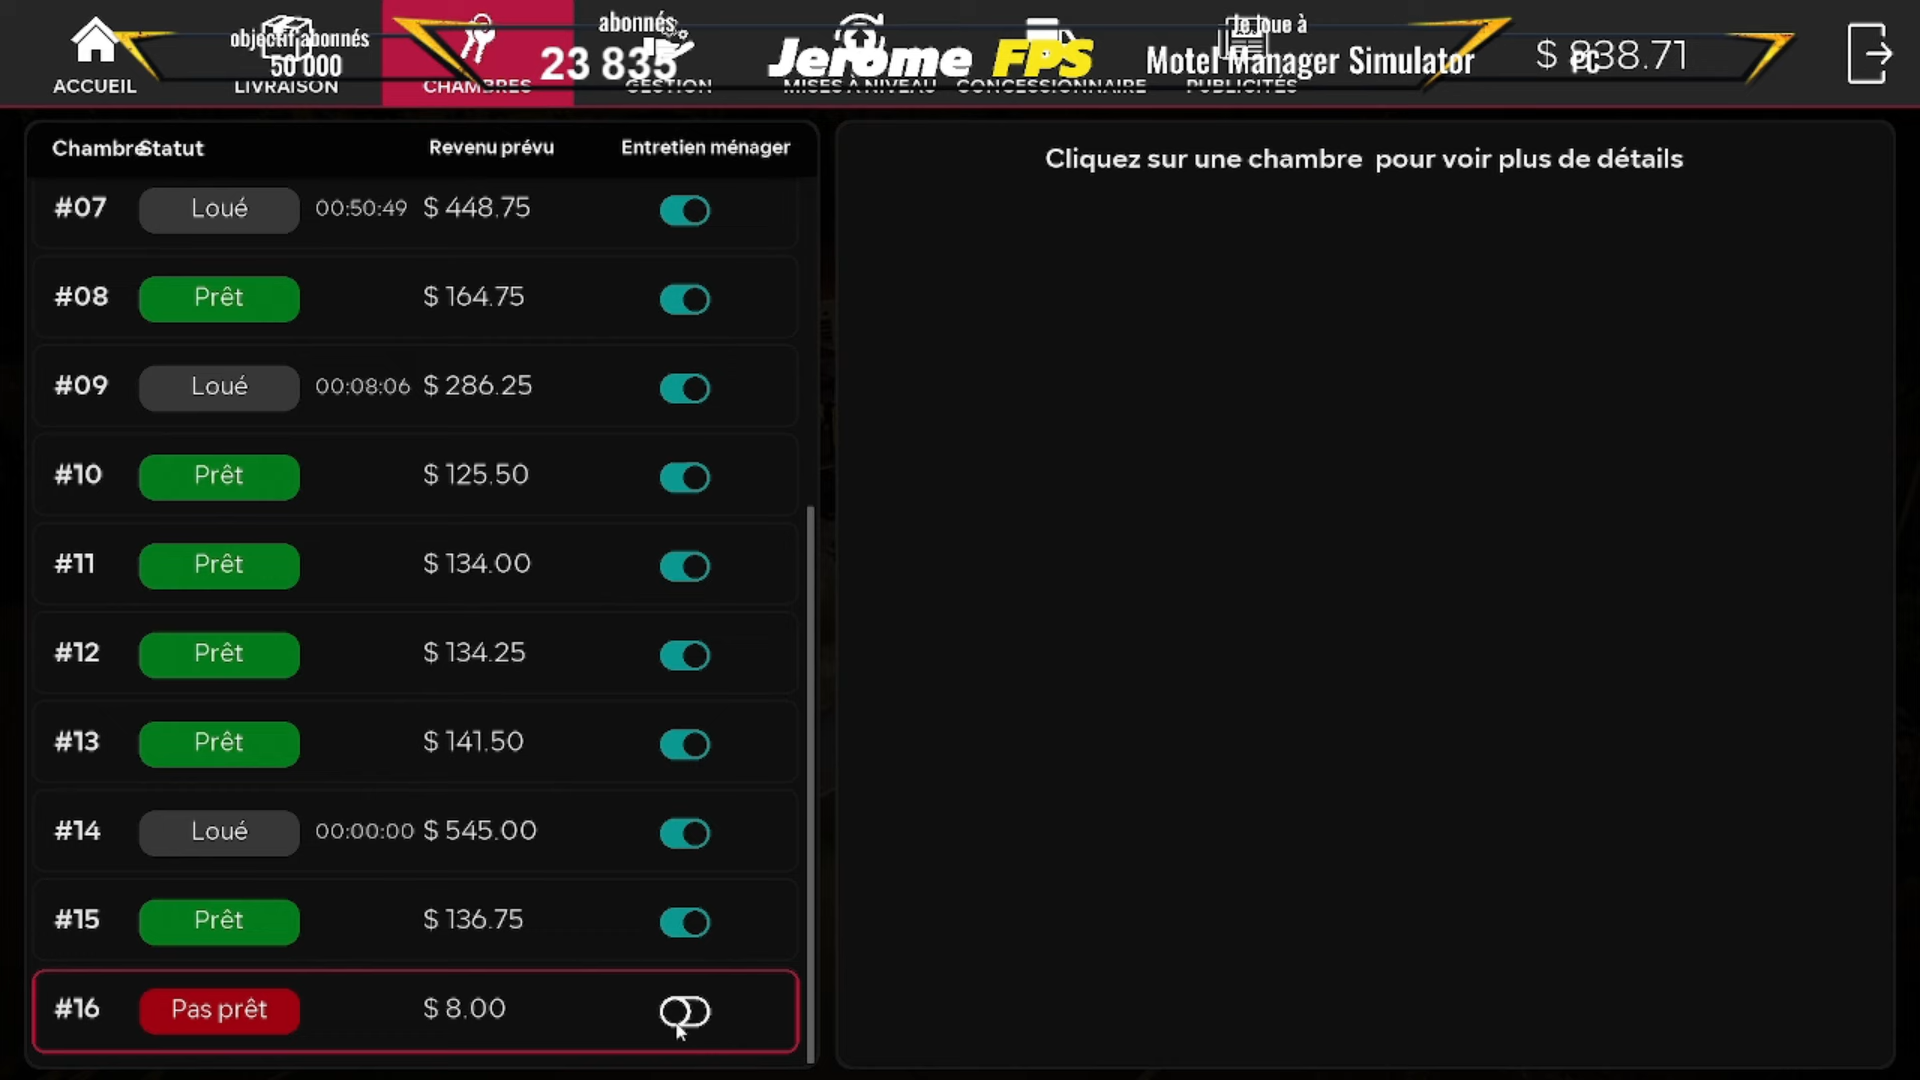 ACCUEIL
objectif abonnés
50 000
LIVRAISON
CHAMBRES
abonnés
23 835
GESTION
Jerome FPS
MISES À NIVEAU
CONCESSIONNAIRE
Je joue à
Motel Manager Simulator
PUBLICITÉS
PC
$ 838.71
Chambre Statut Revenu prévu Entretien ménager
#07 Loué 00:50:49 $ 448.75
#08 Prêt $ 164.75
#09 Loué 00:08:06 $ 286.25
#10 Prêt $ 125.50
#11 Prêt $ 134.00
#12 Prêt $ 134.25
#13 Prêt $ 141.50
#14 Loué 00:00:00 $ 545.00
#15 Prêt $ 136.75
#16 Pas prêt $ 8.00
Cliquez sur une chambre pour voir plus de détails